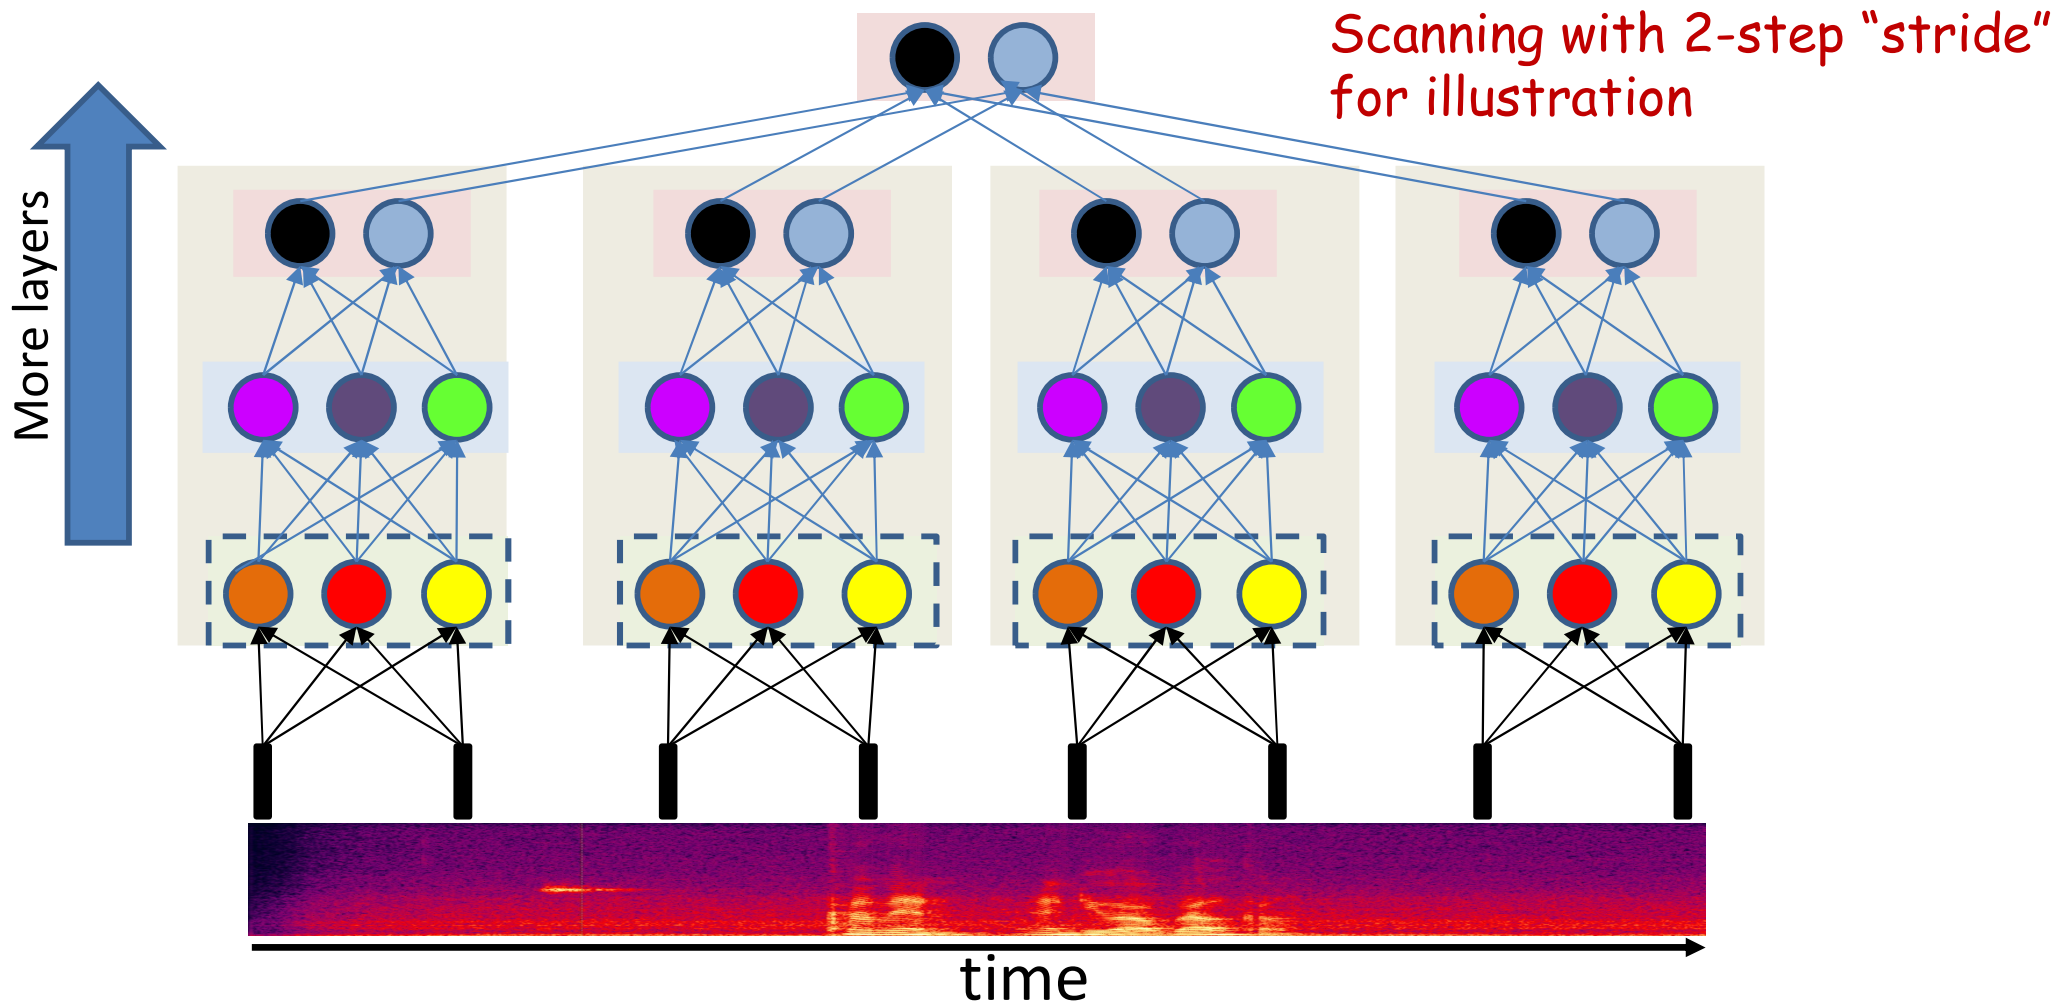 Scanning with 2-step “stride”
for illustration
More layers
time